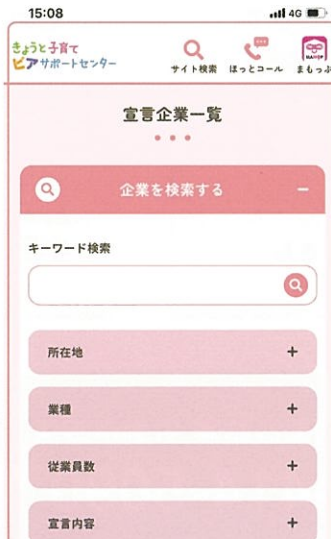 15:08
4G
きょうと子育て
ピアサポートセンター
サイト検索 ほっとコール まもっぷ
MAMOP
宣言企業一覧
企業を検索する
キーワード検索
所在地
業種
従業員数
宣言内容